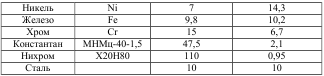 Никель Ni 7 14,3
Железо Fe 9,8 10,2
Хром Cr 15 6,7
Константан МНМц-40-1,5 47,5 2,1
Нихром Х20Н80 110 0,95
Сталь 10 10